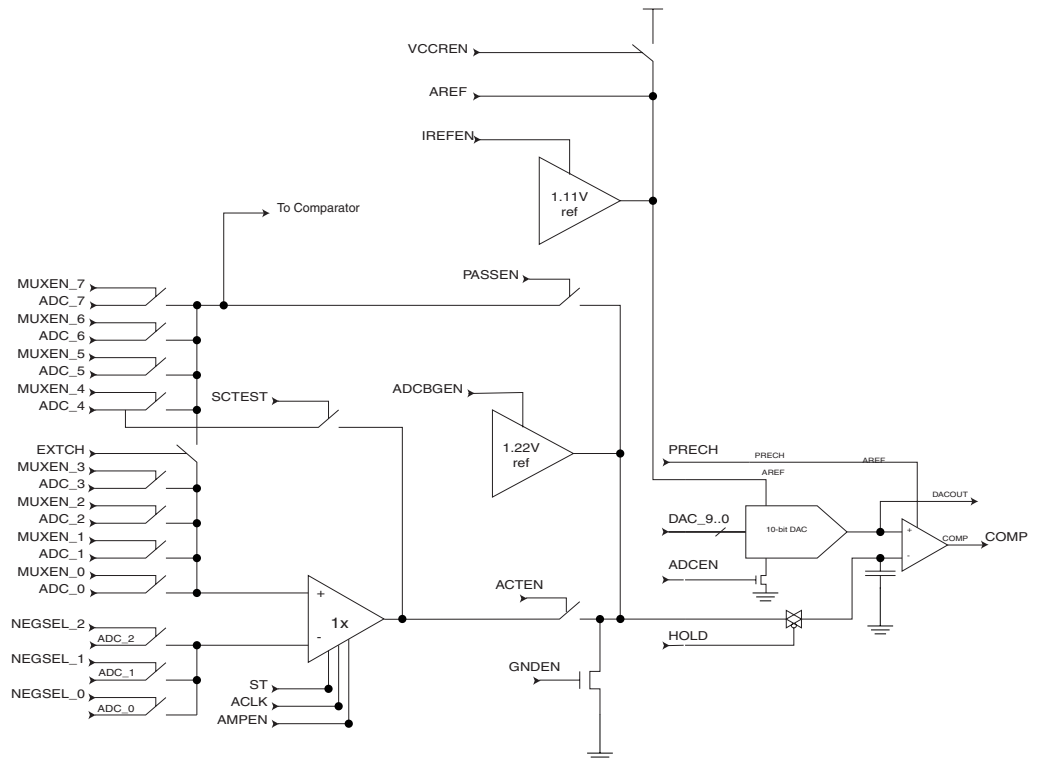 VCCREN
AREF
IREFEN
1.11V
ref
To Comparator
PASSEN
MUXEN_7
ADC_7
MUXEN_6
ADC_6
MUXEN_5
ADC_5
MUXEN_4
ADC_4
SCTEST
ADCBGEN
1.22V
ref
EXTCH
MUXEN_3
ADC_3
MUXEN_2
ADC_2
MUXEN_1
ADC_1
MUXEN_0
ADC_0
PRECH
PRECH
AREF
AREF
DACOUT
DAC_9..0
10-bit DAC
+
-
COMP
COMP
ADCEN
ACTEN
+
1x
-
NEGSEL_2
ADC_2
NEGSEL_1
ADC_1
NEGSEL_0
ADC_0
HOLD
GNDEN
ST
ACLK
AMPEN